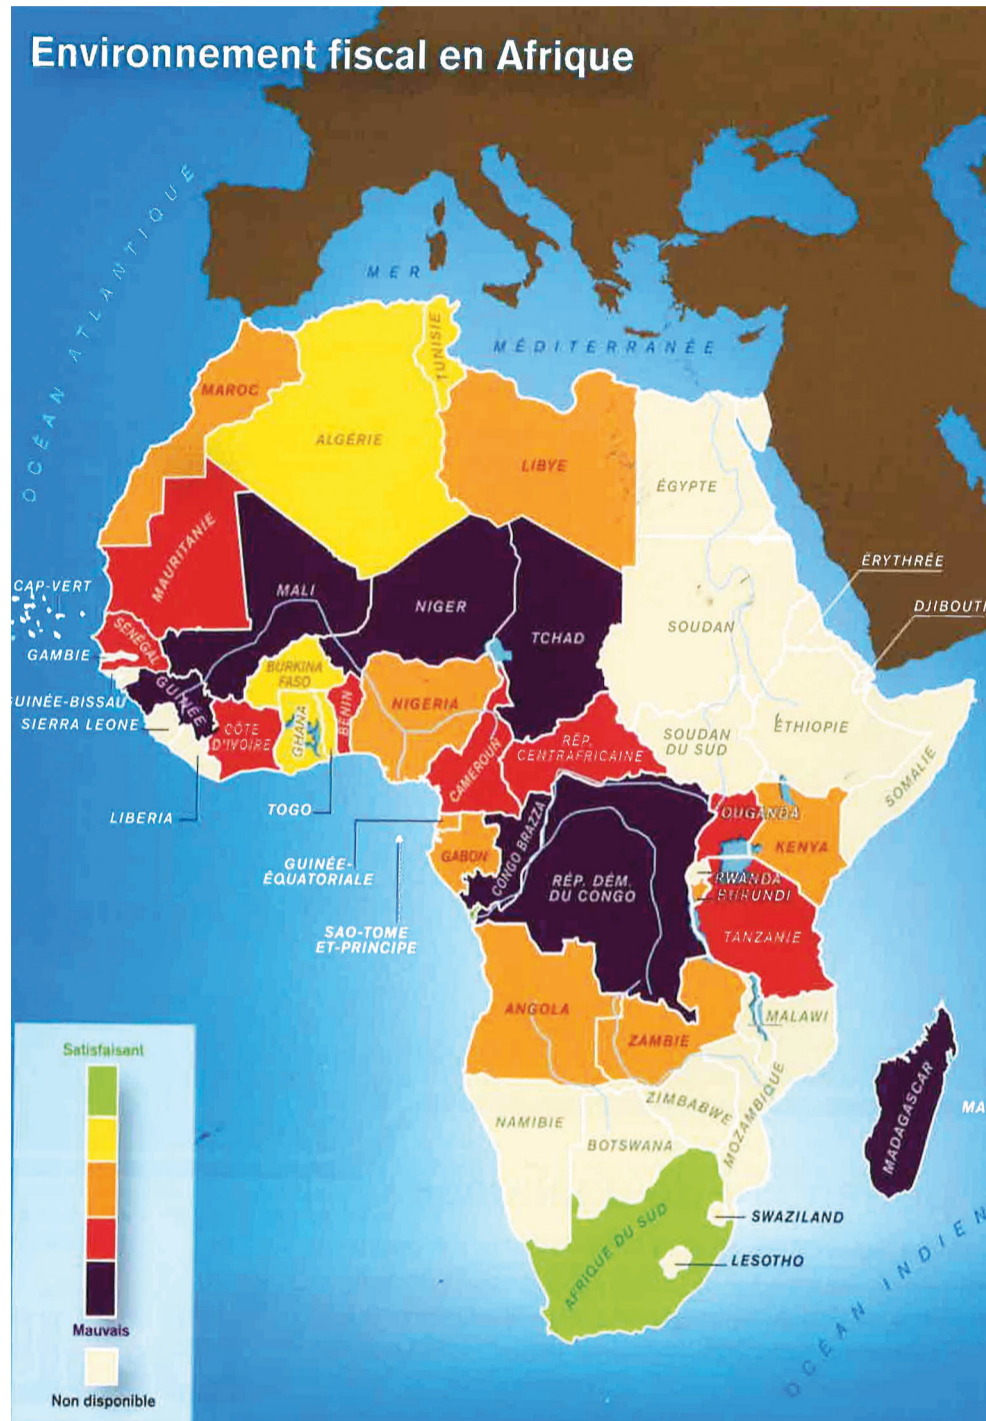 Environnement fiscal en Afrique
OCÉAN ATLANTIQUE
MER
MÉDITERRANÉE
TUNISIE
MAROC
ALGÉRIE
LIBYE
ÉGYPTE
MAURITANIE
ÉRYTHRÉE
CAP-VERT
MALI
NIGER
DJIBOUTI
TCHAD
SOUDAN
SÉNÉGAL
GAMBIE
BURKINA
FASO
GUINÉE
UINÉE-BISSAU
NIGERIA
BÉNIN
SIERRA LEONE
CÔTE
D'IVOIRE
GHANA
SOUDAN
DU SUD
ÉTHIOPIE
RÉP.
CENTRAFRICAINE
CAMEROUN
SOMALIE
LIBERIA
TOGO
OUGANDA
KENYA
CONGO BRAZZA
GABON
GUINÉE-
ÉQUATORIALE
RÉP. DÉM.
DU CONGO
RWANDA
BURUNDI
SAO-TOME
ET-PRINCIPE
TANZANIE
ANGOLA
MALAWI
ZAMBIE
Satisfaisant
MADAGASCAR
MA
ZIMBABWE
MOZAMBIQUE
NAMIBIE
BOTSWANA
SWAZILAND
AFRIQUE DU SUD
LESOTHO
OCÉAN INDIEN
Mauvais
Non disponible